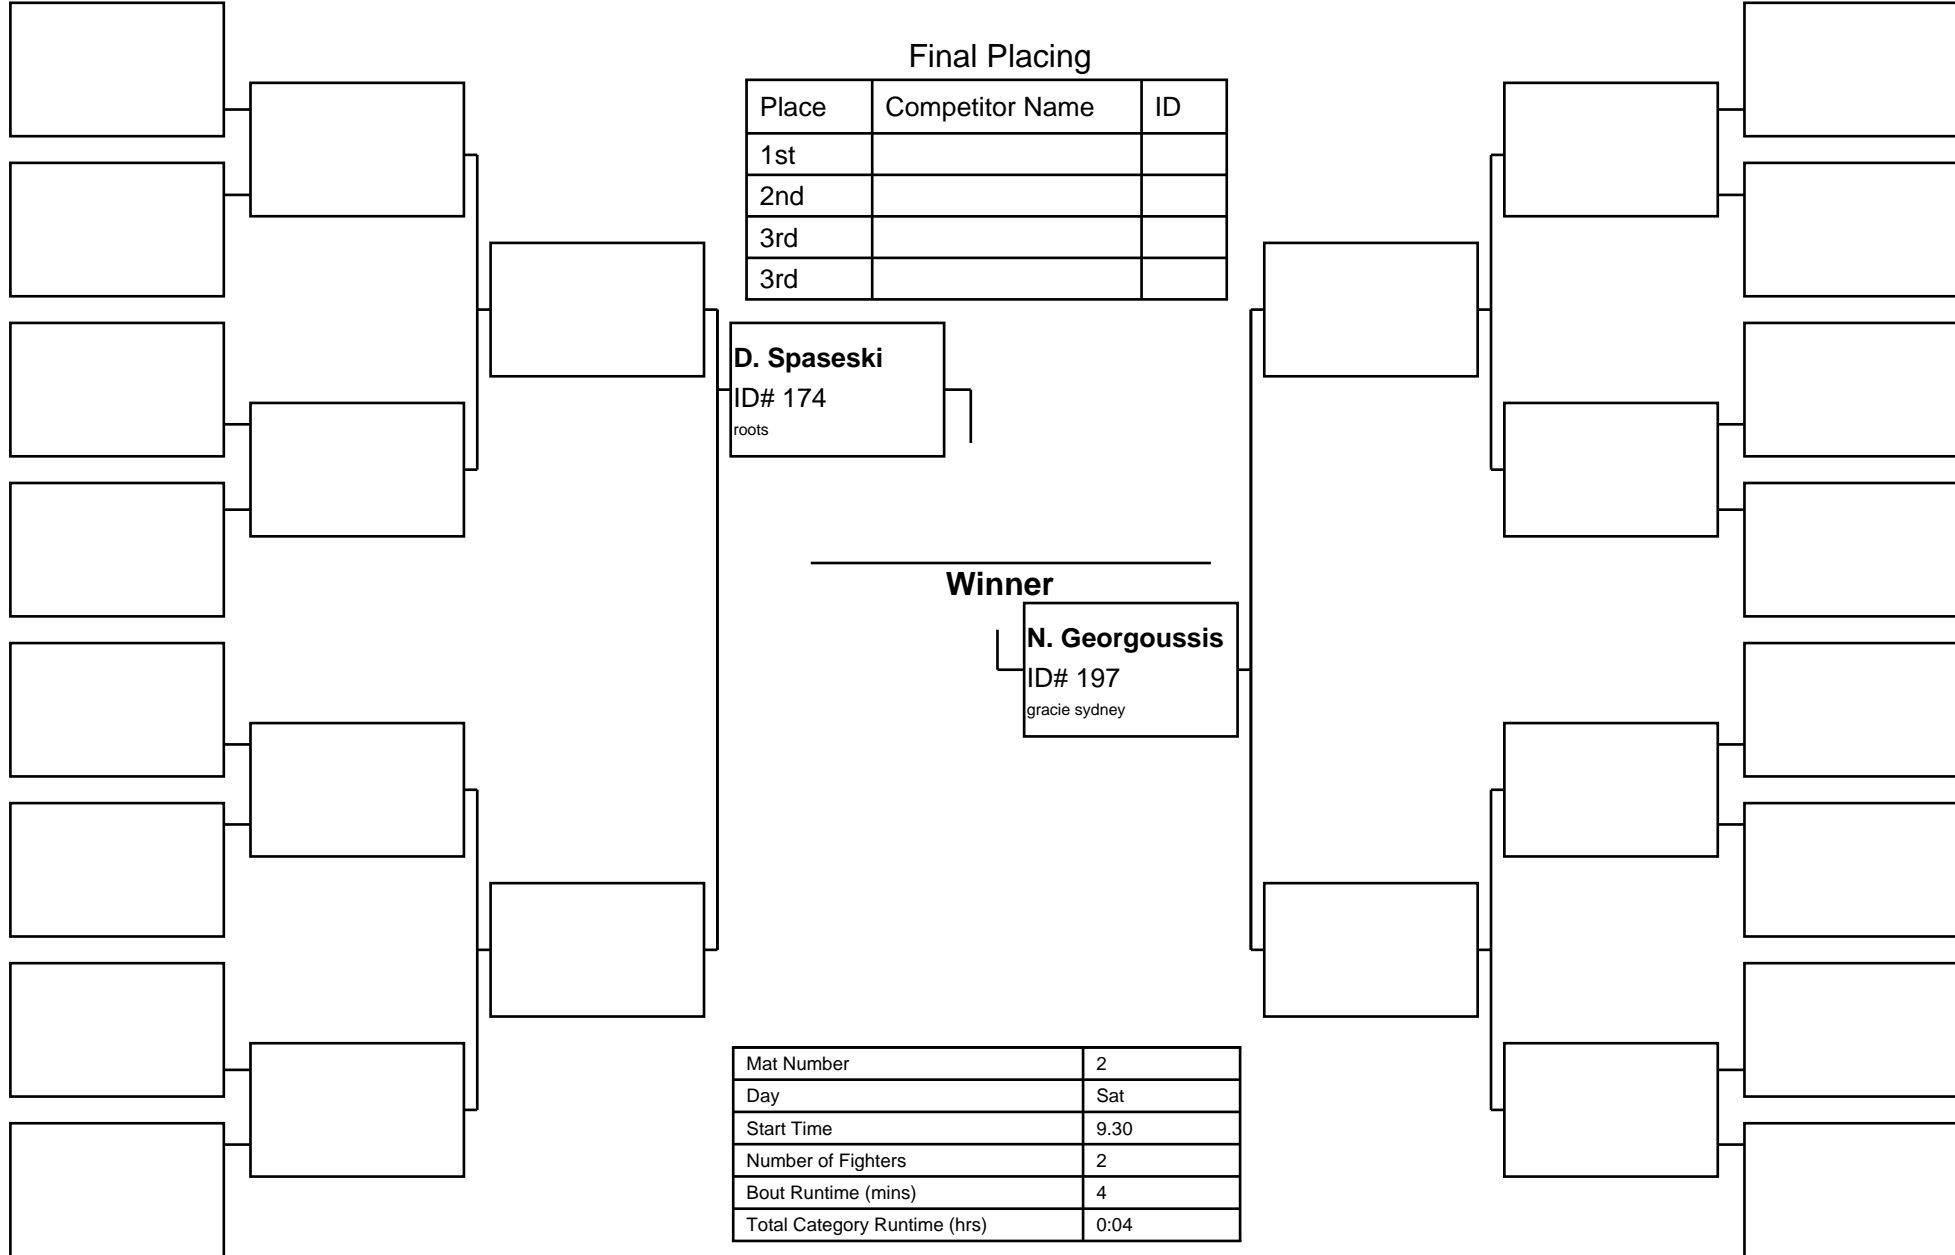 Final Placing
Place Competitor Name ID
1st
2nd
3rd
3rd
D. Spaseski
ID# 174
roots
Winner
N. Georgoussis
ID# 197
gracie sydney
Mat Number 2
Day Sat
Start Time 9.30
Number of Fighters 2
Bout Runtime (mins) 4
Total Category Runtime (hrs) 0:04